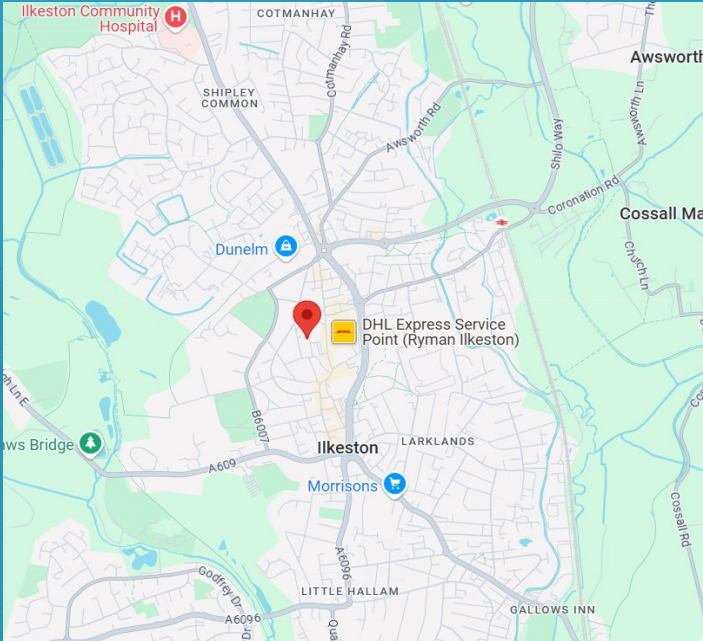 Ilkeston Community
Hospital
H
COTMANHAY
Cotmanhay Rd
Awsworth
SHIPLEY
COMMON
Awsworth Rd
Awsworth Ln
Shilo Way
Coronation Rd
Cossall Ma
Church Ln
Dunelm
DHL Express Service
Point (Ryman Ilkeston)
B6007
aws Bridge
A609
Ilkeston
LARKLANDS
Morrisons
Cossall Rd
A6096
Godfrey Dr
LITTLE HALLAM
A6096
GALLOWS INN